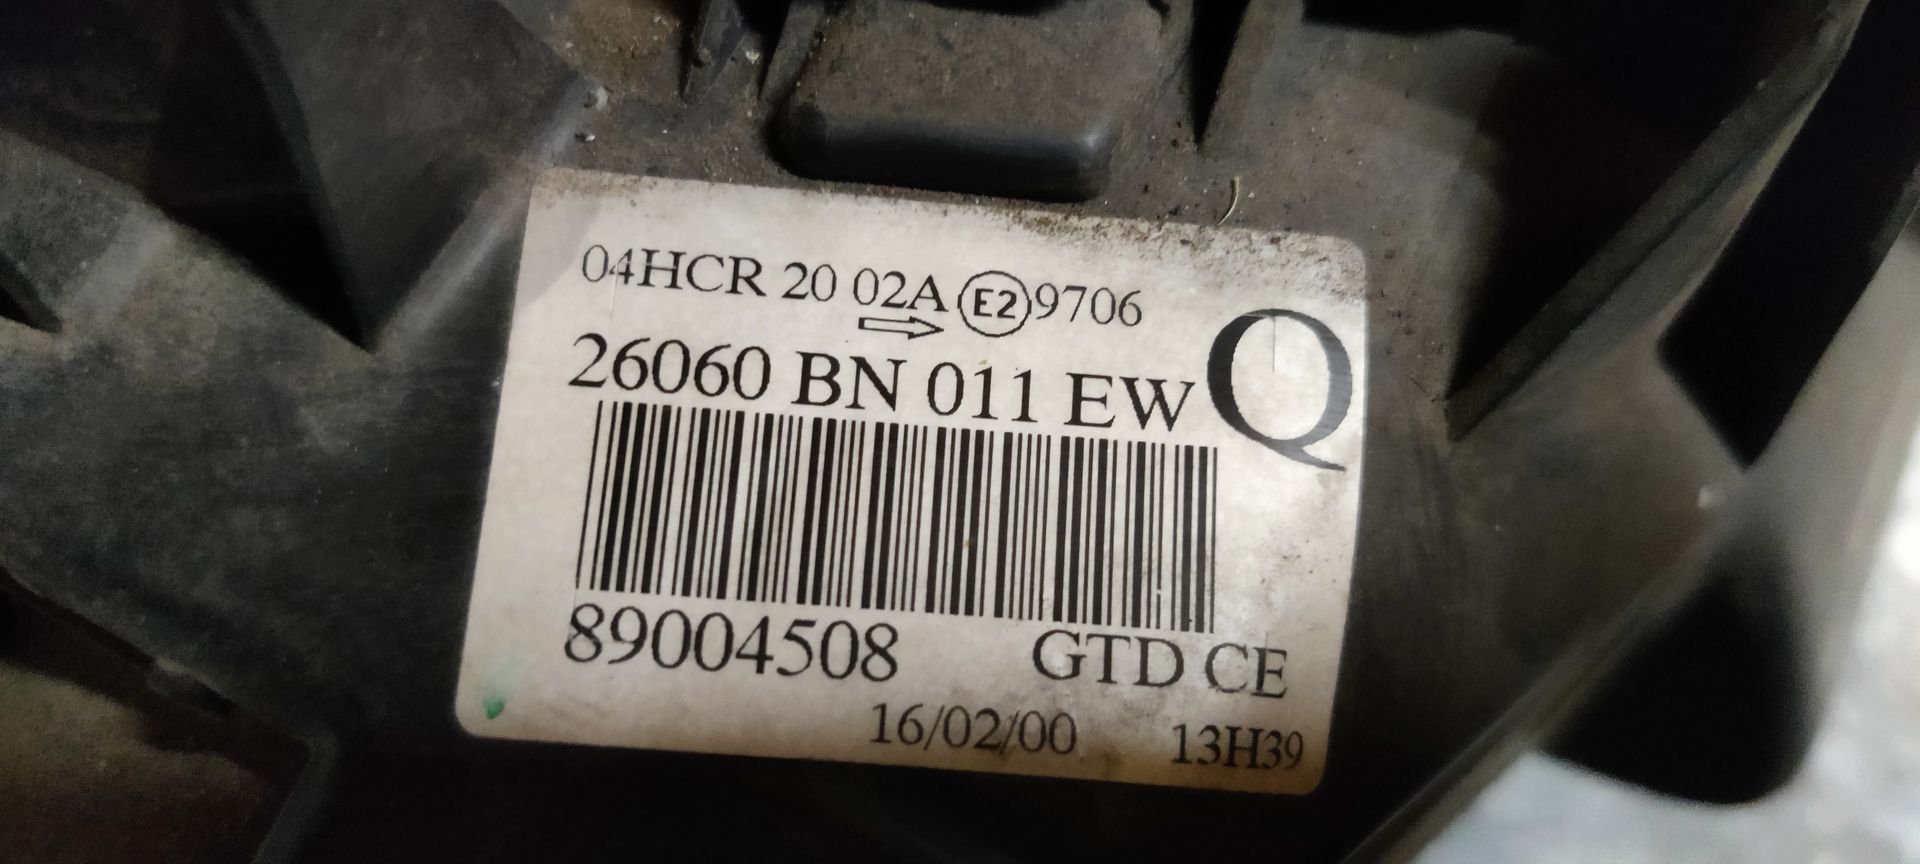 04HCR 20 02A E2 9706
26060 BN 011 EW Q
89004508 GTD CE
16/02/00 13H39